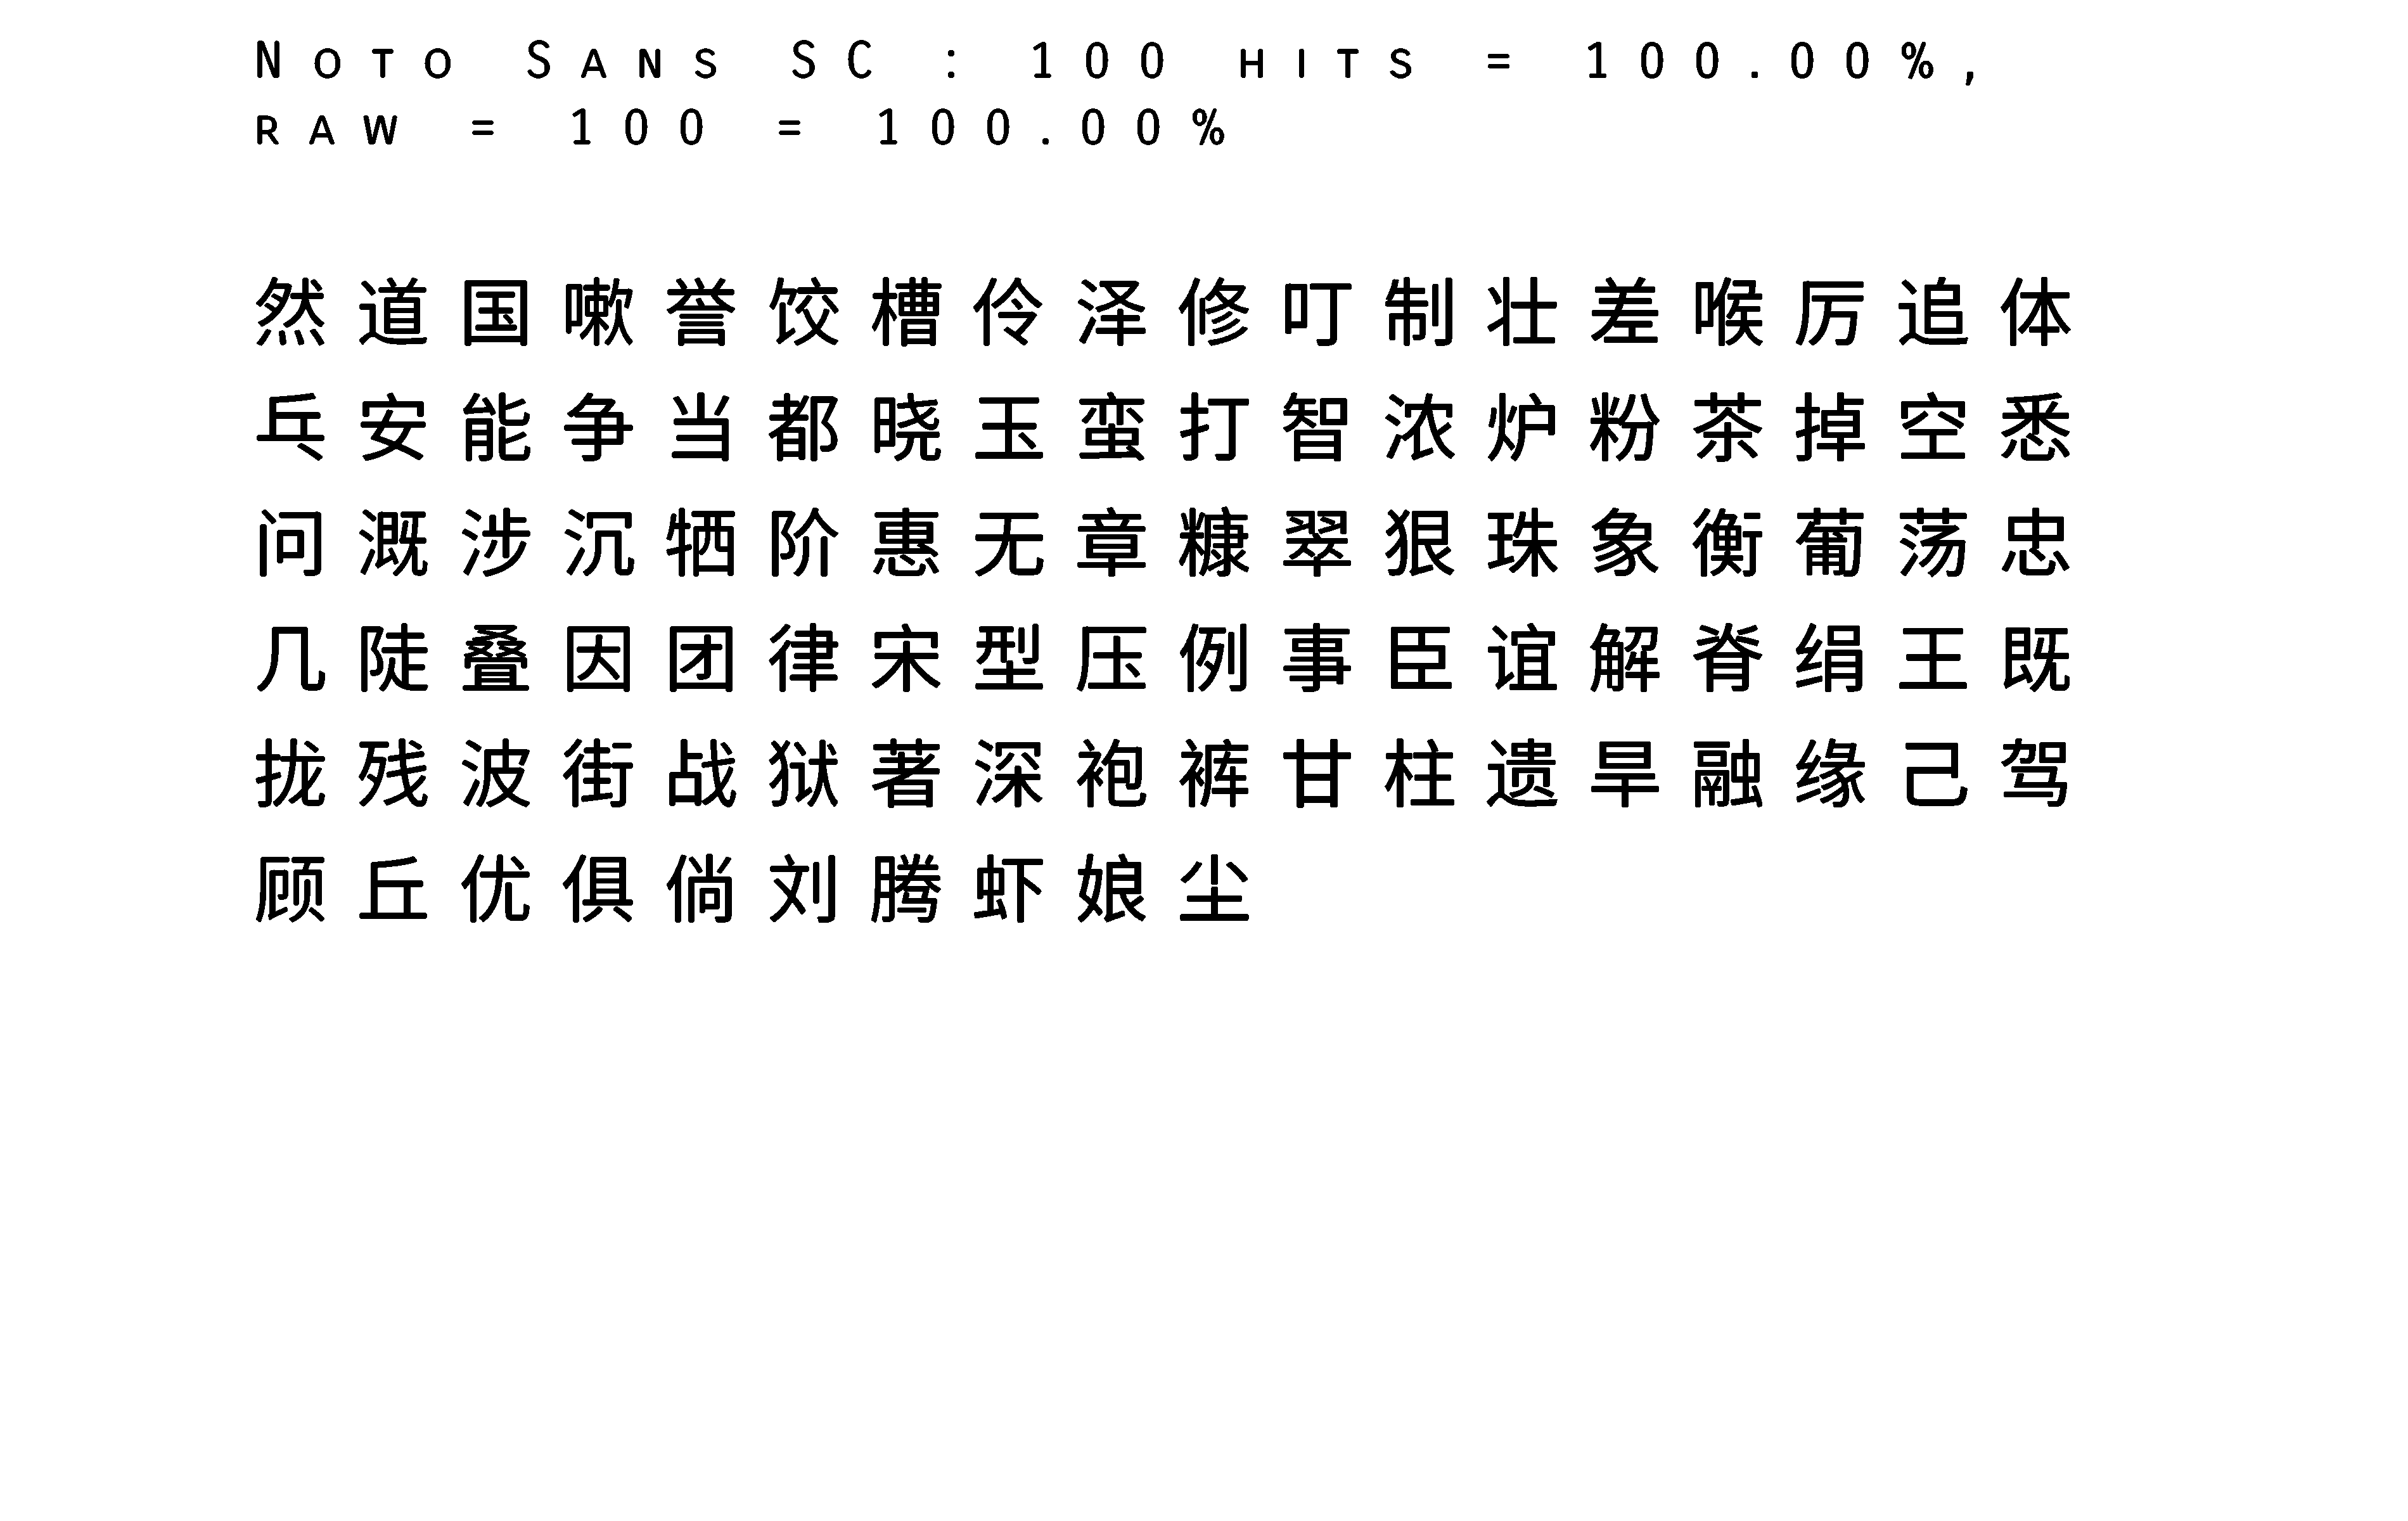 Noto Sans SC : 100 hits = 100.00%,
raw = 100 = 100.00%
然道国嗽誉饺槽伶泽修叮制壮差喉厉追体
乓安能争当都晓玉蛮打智浓炉粉茶掉空悉
问溉涉沉牺阶惠无章糠翠狠珠象衡葡荡忠
几陡叠因团律宋型压例事臣谊解脊绢王既
拢残波街战狱著深袍裤甘柱遗旱融缘己驾
顾丘优俱倘刘腾虾娘尘